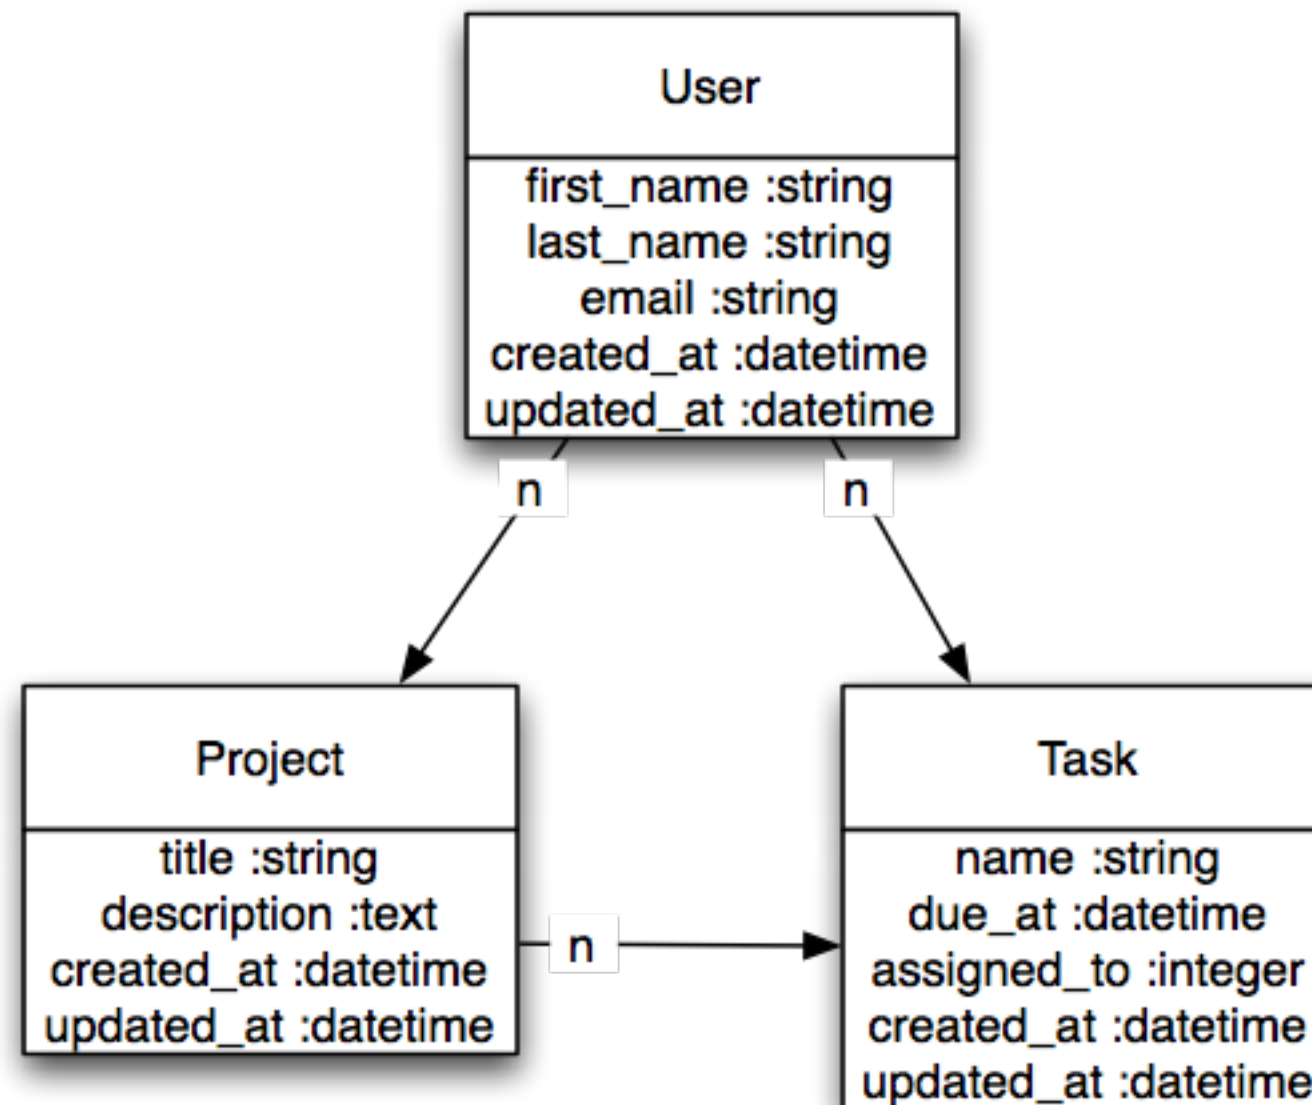 User
first_name :string
last_name :string
email :string
created_at :datetime
updated_at :datetime
n
n
Project
title :string
description :text
created_at :datetime
updated_at :datetime
n
Task
name :string
due_at :datetime
assigned_to :integer
created_at :datetime
updated_at :datetime